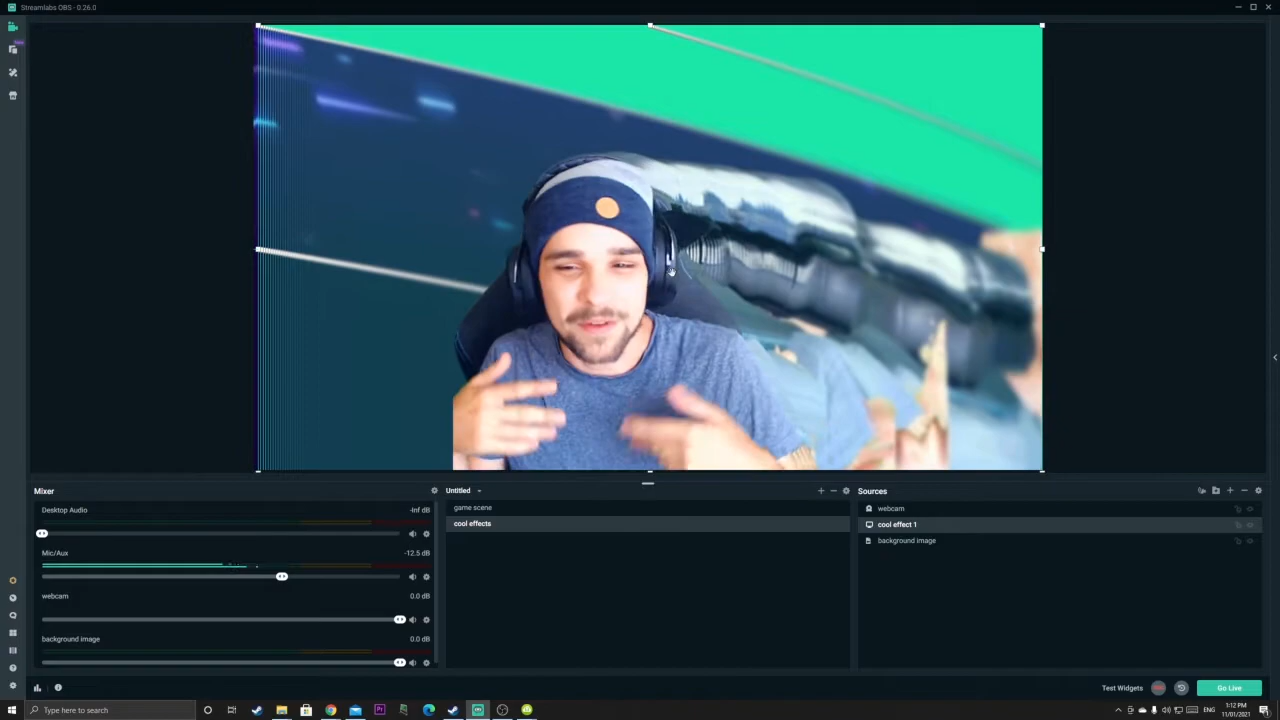 Streamlabs OBS - 0.26.0
Mixer
Desktop Audio -Inf dB
Mic/Aux -12.5 dB
webcam 0.0 dB
background image 0.0 dB
Untitled
game scene
cool effects
Sources
webcam
cool effect 1
background image
Test Widgets
Go Live
Type here to search
ENG
1:12 PM
11/01/2021